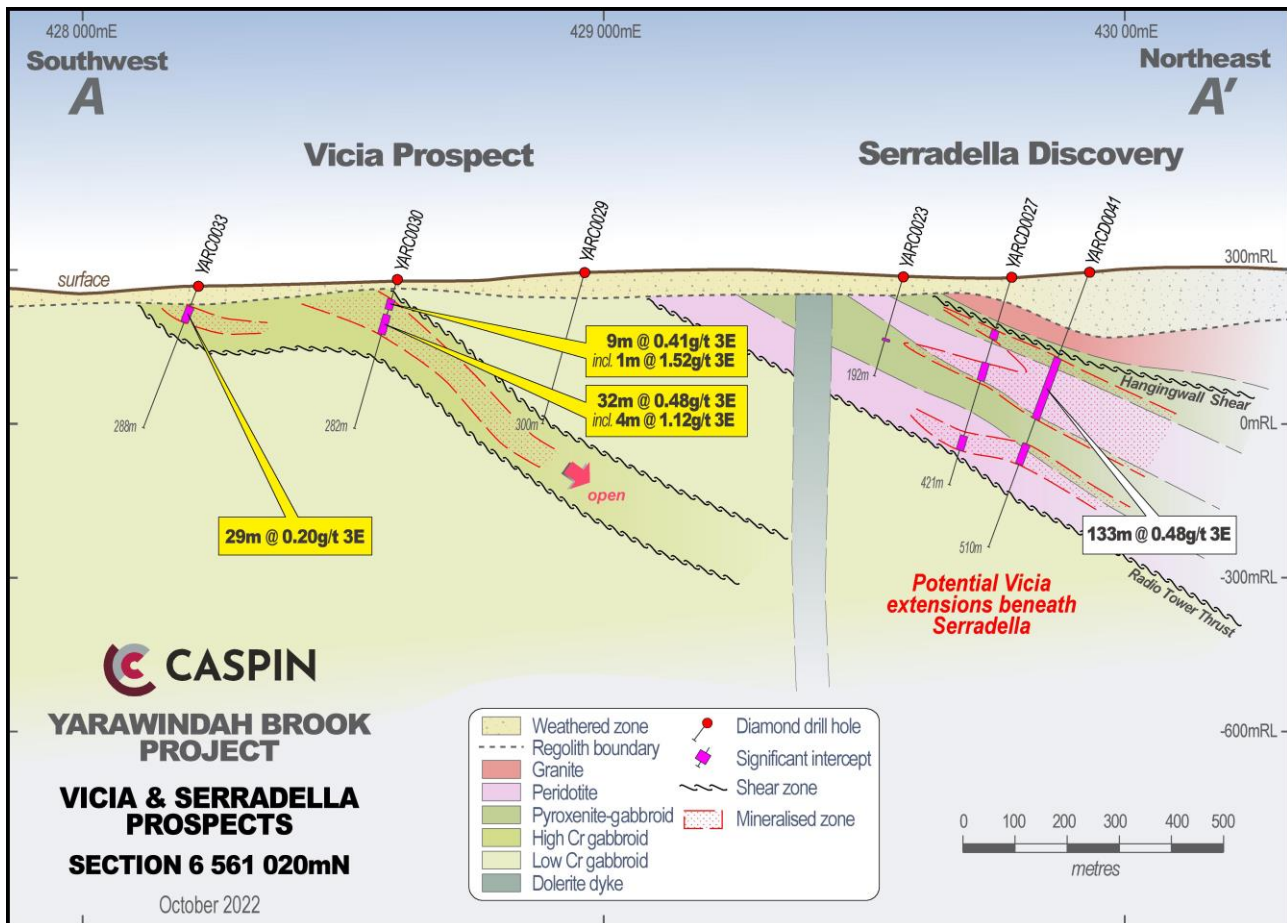 428 000mE
429 000mE
430 00mE
Southwest
A
Northeast
A'
Vicia Prospect
Serradella Discovery
YARC0033
YARC0030
YARC0029
YARC0023
YARCD0027
YARCD0041
surface
300mRL
9m @ 0.41g/t 3E
incl. 1m @ 1.52g/t 3E
32m @ 0.48g/t 3E
incl. 4m @ 1.12g/t 3E
192m
Hangingwall Shear
288m
282m
300m
0mRL
open
421m
29m @ 0.20g/t 3E
133m @ 0.48g/t 3E
510m
-300mRL
Potential Vicia
extensions beneath
Serradella
Radio Tower Thrust
CASPIN
YARAWINDAH BROOK
PROJECT
VICIA & SERRADELLA
PROSPECTS
SECTION 6 561 020mN
October 2022
Weathered zone
Regolith boundary
Granite
Peridotite
Pyroxenite-gabbroid
High Cr gabbroid
Low Cr gabbroid
Dolerite dyke
Diamond drill hole
Significant intercept
Shear zone
Mineralised zone
-600mRL
0 100 200 300 400 500
metres